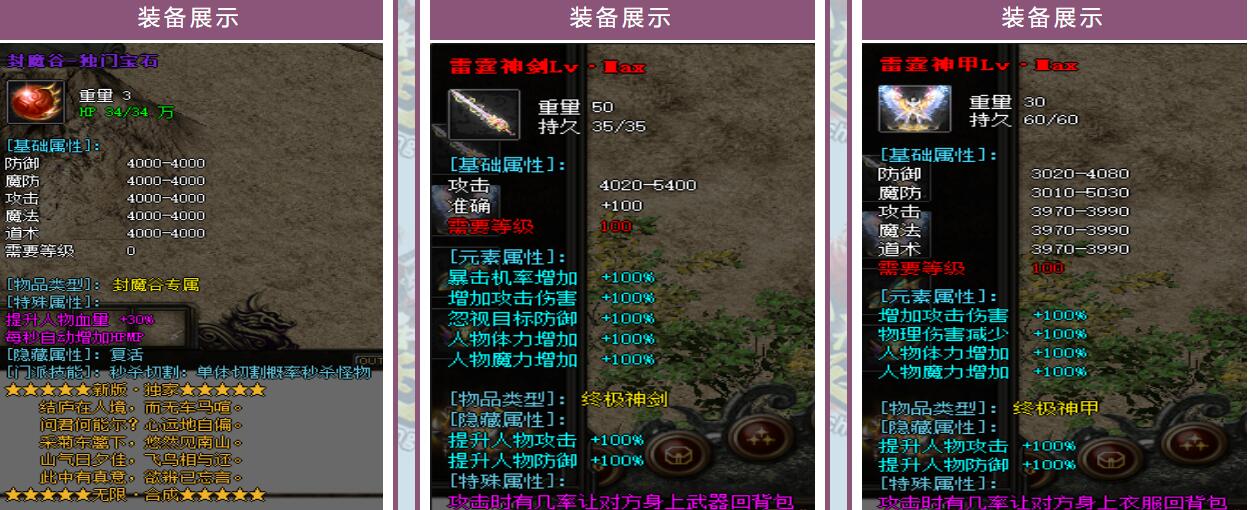 装备展示
封魔谷-独门宝石
重量 3
HP 34/34 万
[基础属性]:
防御 4000-4000
魔防 4000-4000
攻击 4000-4000
魔法 4000-4000
道术 4000-4000
需要等级 0
[物品类型]: 封魔谷专属
[特殊属性]:
提升人物血量 +30%
每秒自动增加HPMP
[隐藏属性]: 复活
[门派技能]: 秒杀切割: 单体切割概率秒杀怪物
★★★★★新版·独家★★★★★
结庐在人境，而无车马喧。
问君何能尔？心远地自偏。
采菊东篱下，悠然见南山。
山气日夕佳，飞鸟相与还。
此中有真意，欲辨已忘言。
★★★★★无限·合成★★★★★
装备展示
雷霆神剑Lv·Max
重量 50
持久 35/35
[基础属性]:
攻击 4020-5400
准确 +100
需要等级 100
[元素属性]:
暴击机率增加 +100%
增加攻击伤害 +100%
忽视目标防御 +100%
人物体力增加 +100%
人物魔力增加 +100%
[物品类型]: 终极神剑
[隐藏属性]:
提升人物攻击 +100%
提升人物防御 +100%
[特殊属性]:
攻击时有几率让对方身上武器回背包
装备展示
雷霆神甲Lv·Max
重量 30
持久 60/60
[基础属性]:
防御 3020-4080
魔防 3010-5030
攻击 3970-3990
魔法 3970-3990
道术 3970-3990
需要等级 100
[元素属性]:
增加攻击伤害 +100%
物理伤害减少 +100%
人物体力增加 +100%
人物魔力增加 +100%
[物品类型]: 终极神甲
[隐藏属性]:
提升人物攻击 +100%
提升人物防御 +100%
[特殊属性]:
攻击时有几率让对方身上衣服回背包